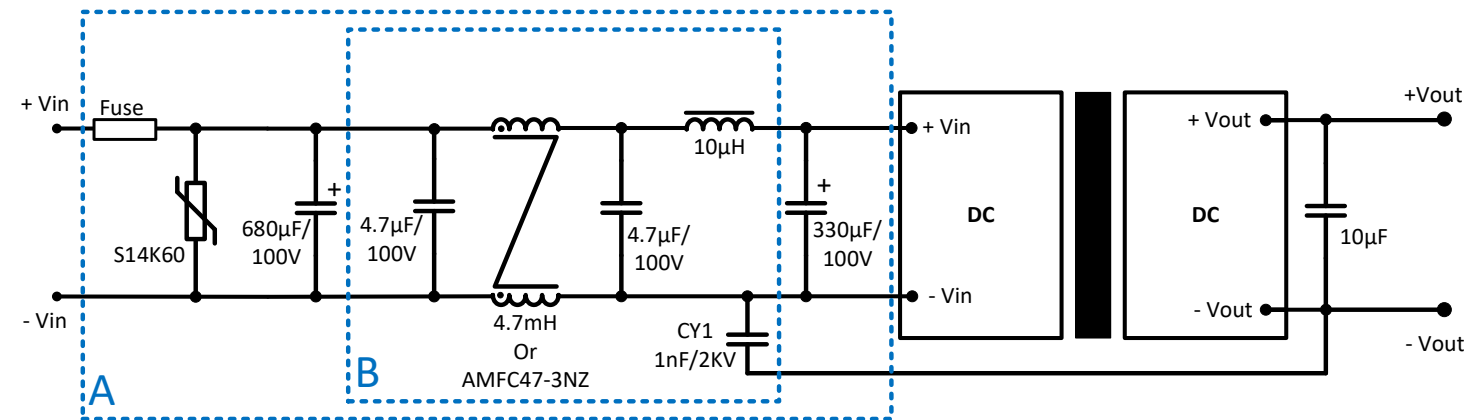 + Vin
Fuse
S14K60
680µF/
100V
+
4.7µF/
100V
4.7mH
Or
AMFC47-3NZ
4.7µF/
100V
10µH
CY1
1nF/2KV
+
330µF/
100V
- Vin
A
B
+ Vin
- Vin
DC
DC
+ Vout
- Vout
10µF
+Vout
- Vout